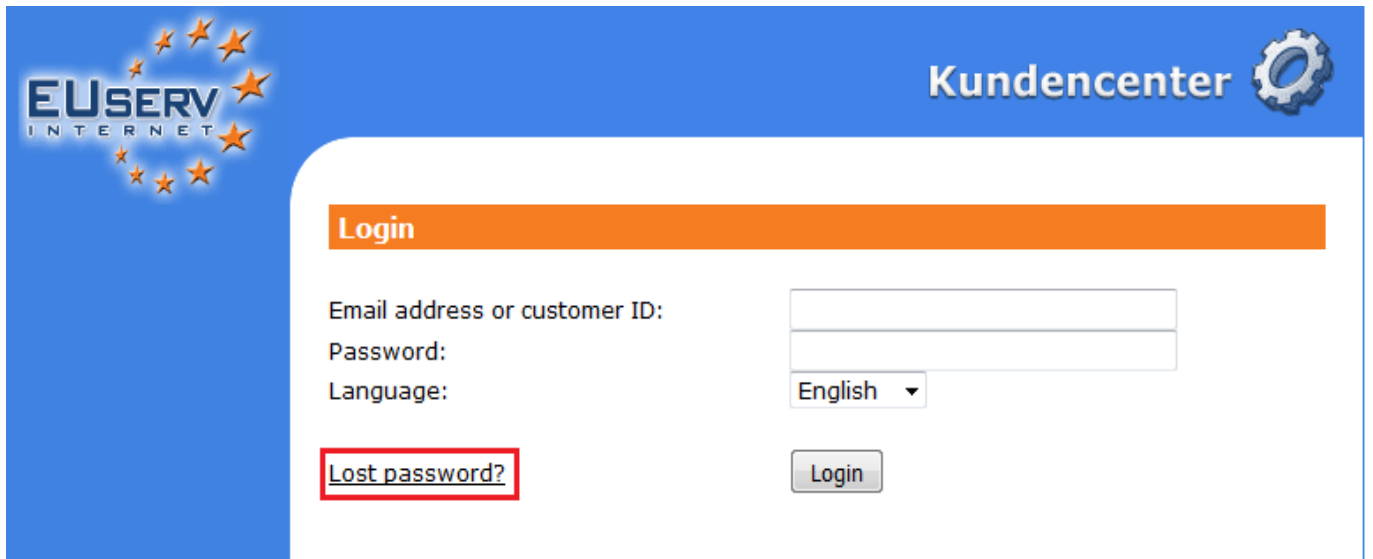 EUSERV
INTERNET
Kundencenter
Login
Email address or customer ID:
Password:
Language: English
Lost password? Login